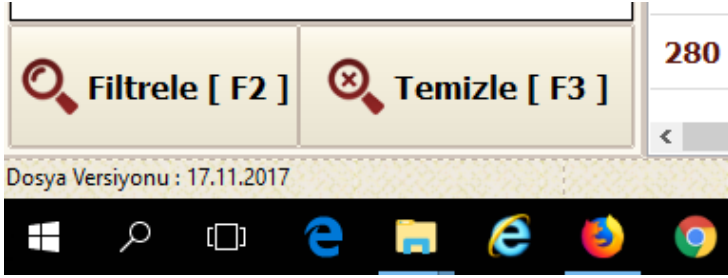 Filtrele [ F2 ] Temizle [ F3 ] 280
Dosya Versiyonu : 17.11.2017